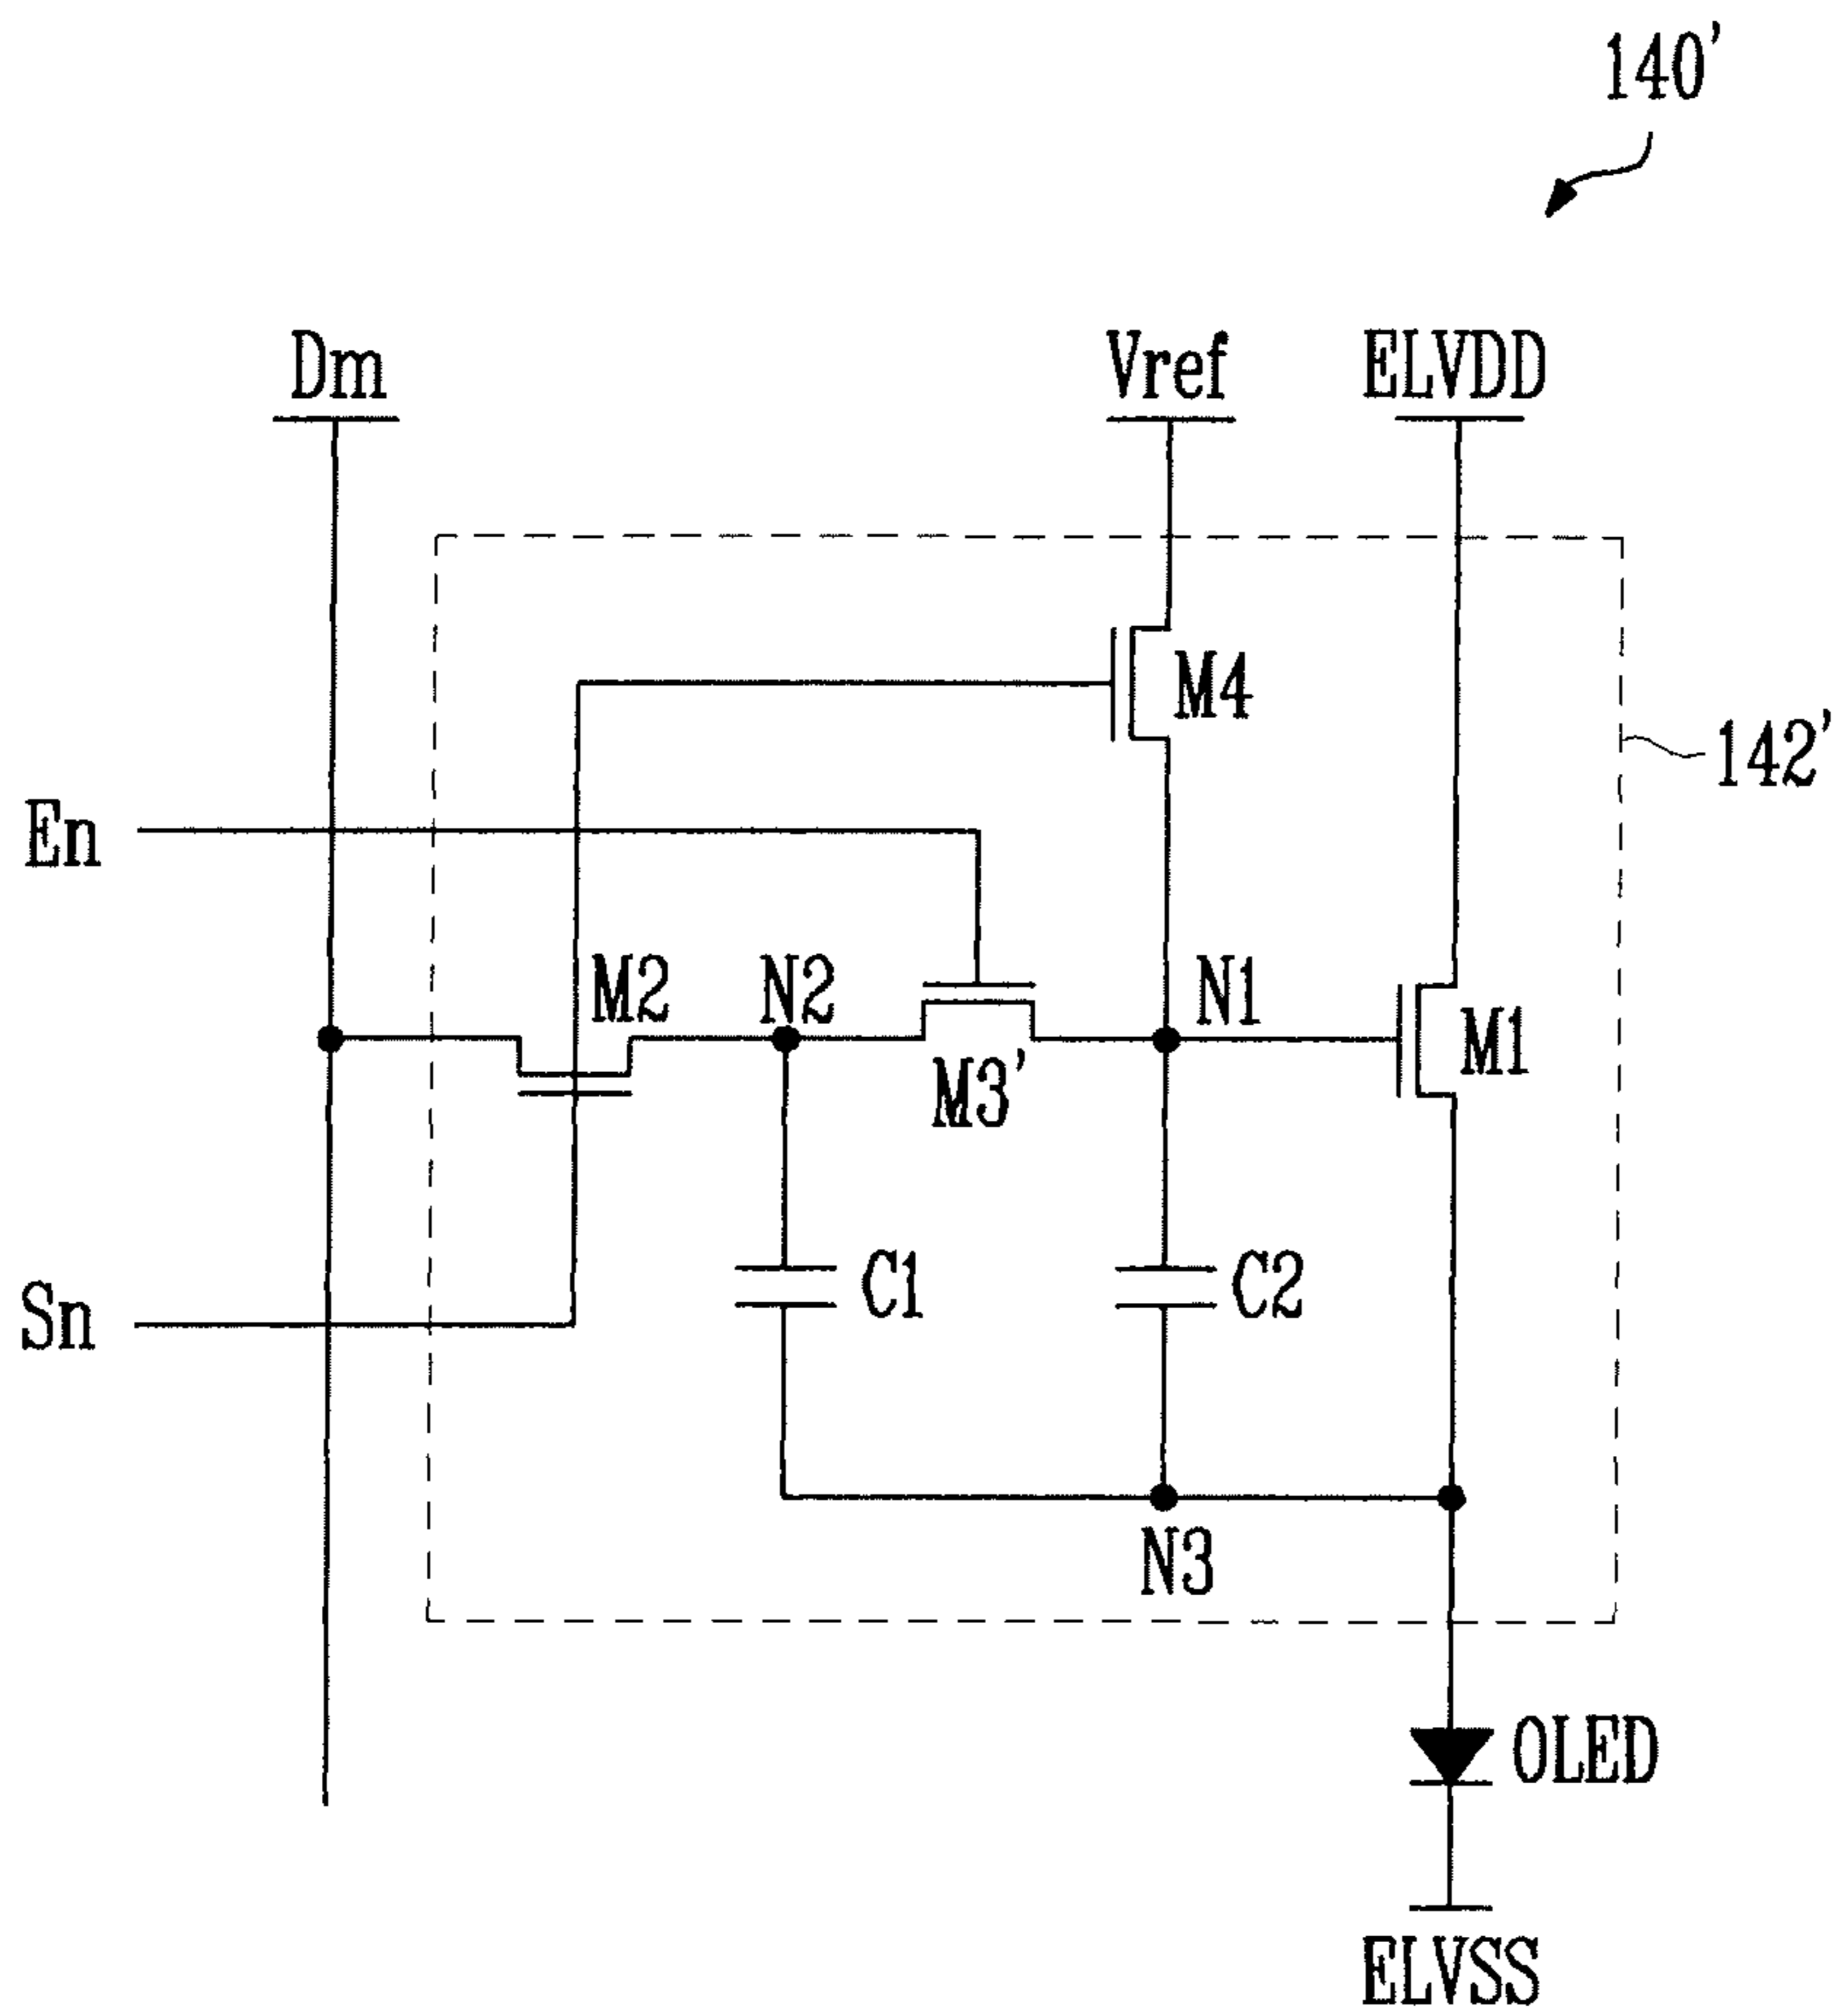 140'
Dm
Vref
ELVDD
M4
142'
En
M2
N2
N1
M3'
M1
C1
C2
Sn
N3
OLED
ELVSS